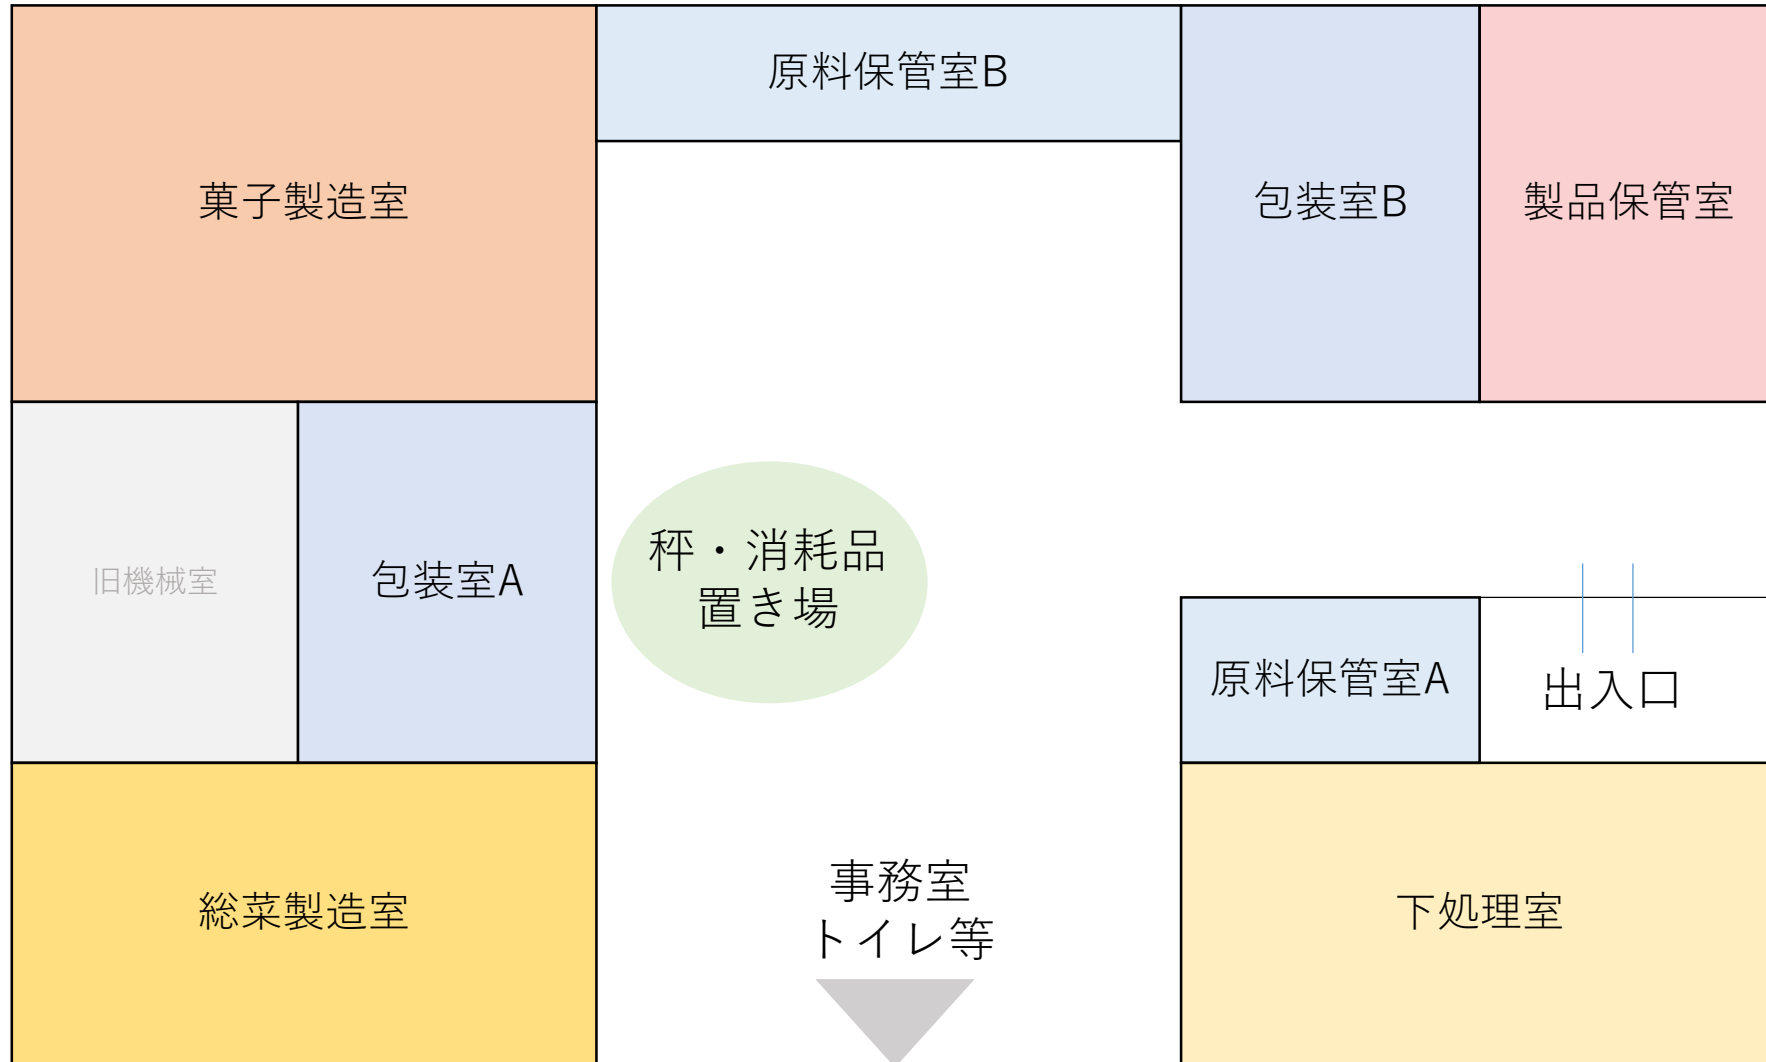 原料保管室B
菓子製造室
包装室B
製品保管室
秤・消耗品
置き場
旧機械室
包装室A
原料保管室A
出入口
事務室
トイレ等
総菜製造室
下処理室